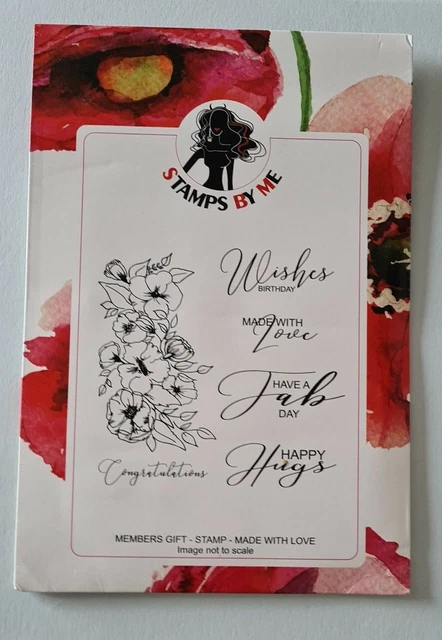 STAMPS BY ME
Wishes
BIRTHDAY
MADE WITH
Love
HAVE A
Fab
DAY
HAPPY
Hugs
Congratulations
MEMBERS GIFT - STAMP - MADE WITH LOVE
Image not to scale